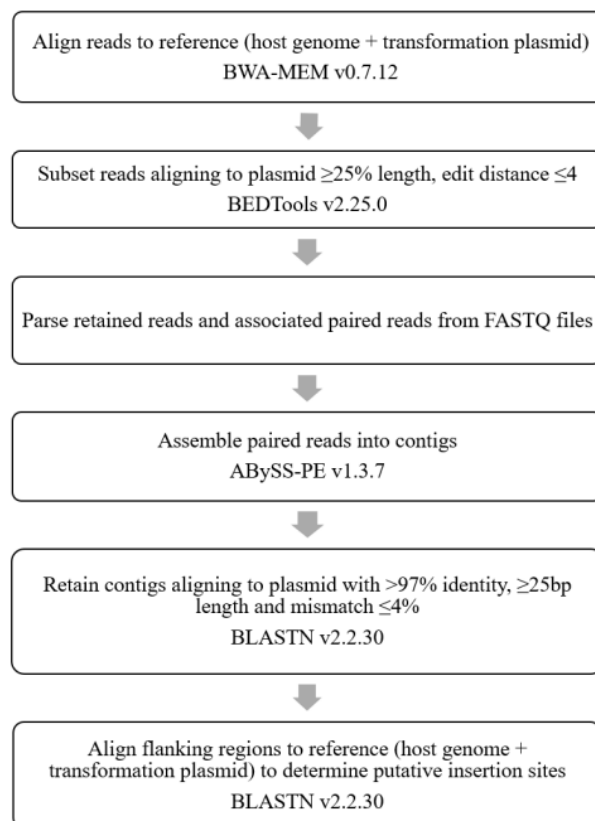 Align reads to reference (host genome + transformation plasmid)
BWA-MEM v0.7.12
Subset reads aligning to plasmid ≥25% length, edit distance ≤4
BEDTools v2.25.0
Parse retained reads and associated paired reads from FASTQ files
Assemble paired reads into contigs
ABySS-PE v1.3.7
Retain contigs aligning to plasmid with >97% identity, ≥25bp
length and mismatch ≤4%
BLASTN v2.2.30
Align flanking regions to reference (host genome +
transformation plasmid) to determine putative insertion sites
BLASTN v2.2.30